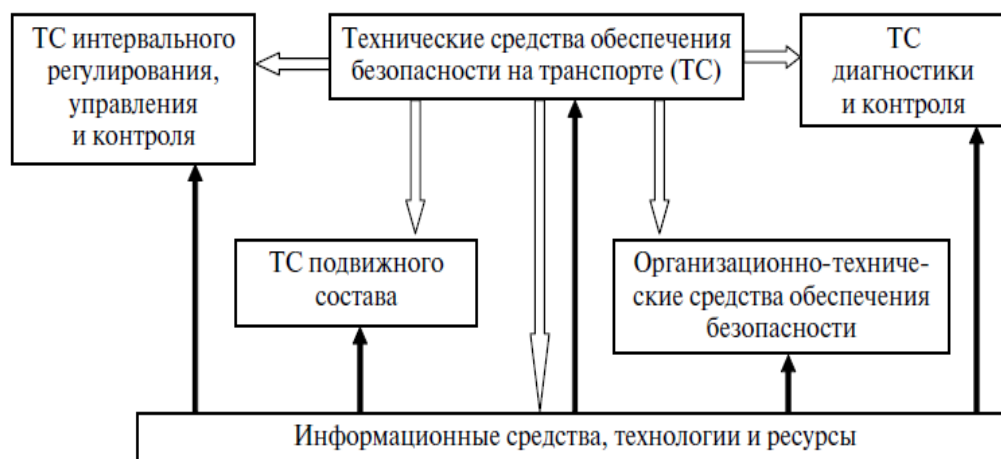 ТС интервального
регулирования,
управления
и контроля
Технические средства обеспечения
безопасности на транспорте (ТС)
ТС
диагностики
и контроля
ТС подвижного
состава
Организационно-техниче-
ские средства обеспечения
безопасности
Информационные средства, технологии и ресурсы